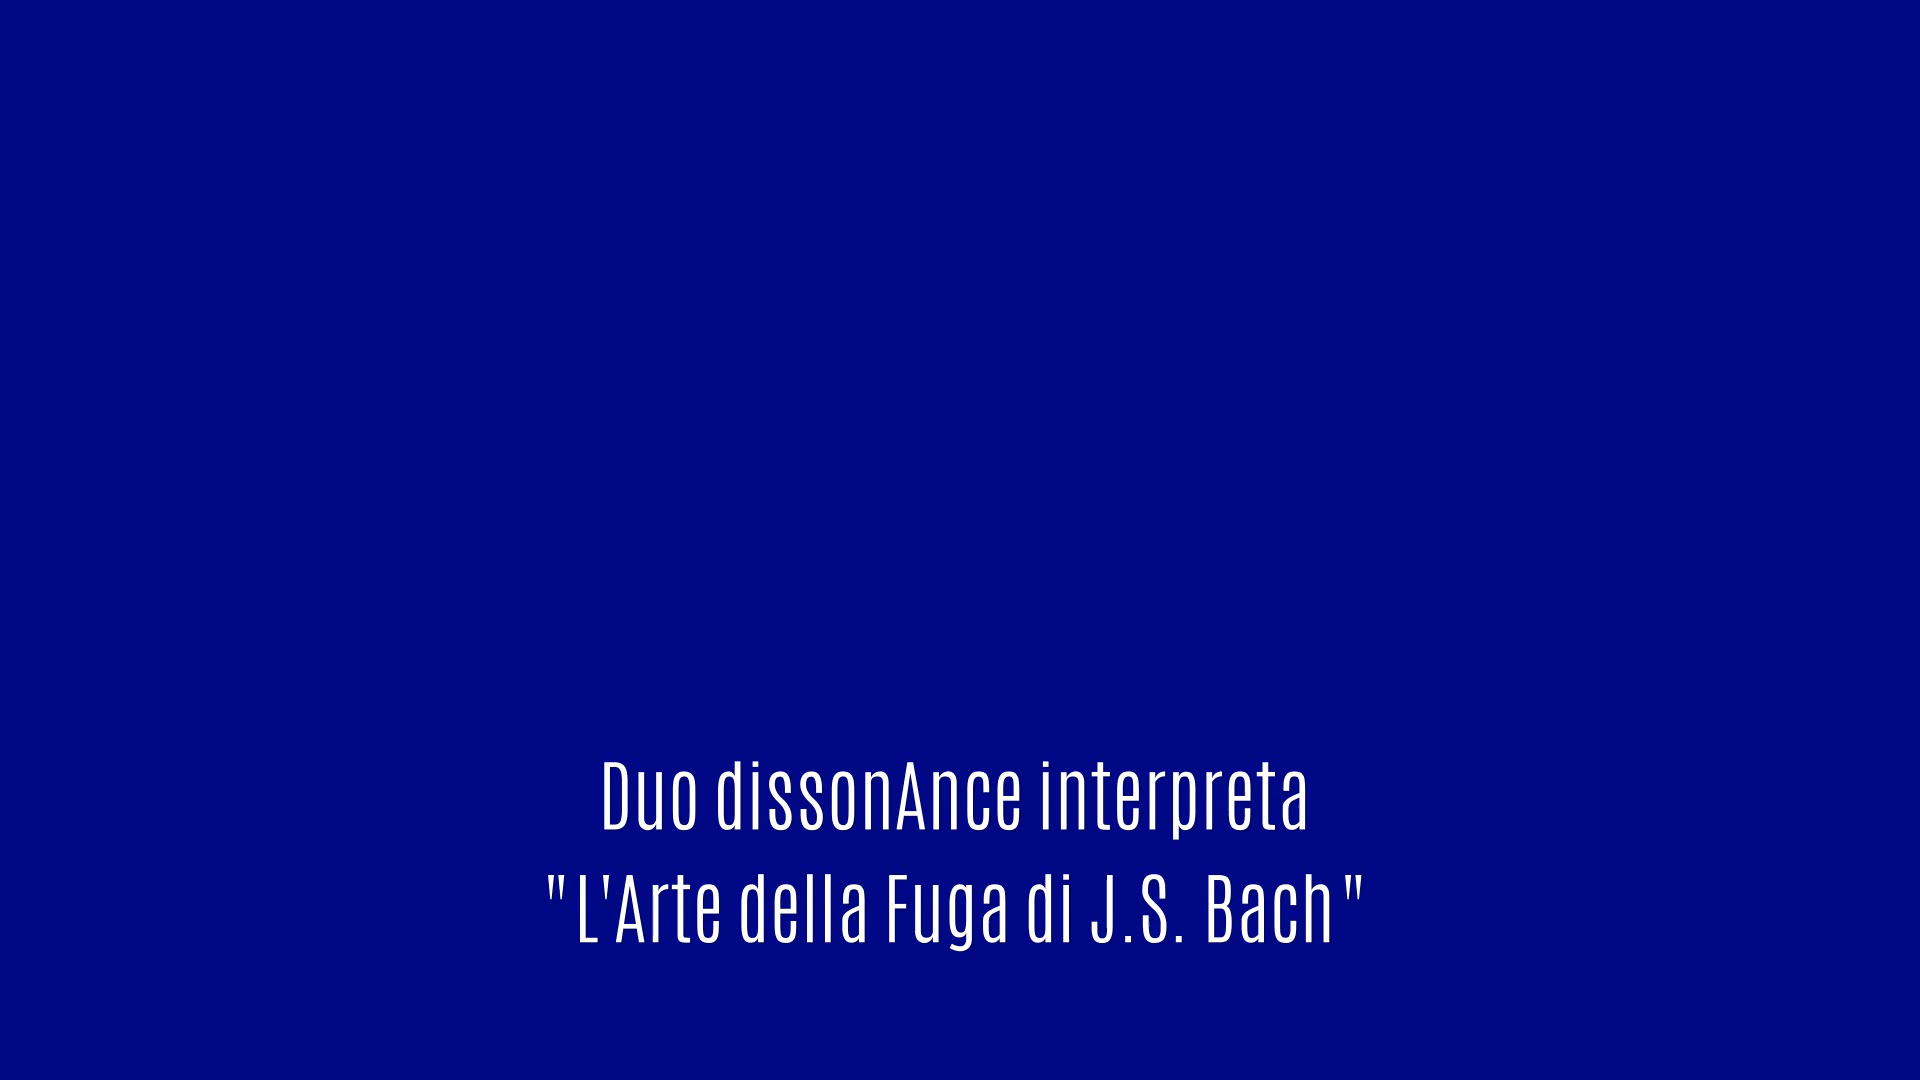 Duo dissonAnce interpreta
"L'Arte della Fuga di J.S. Bach"